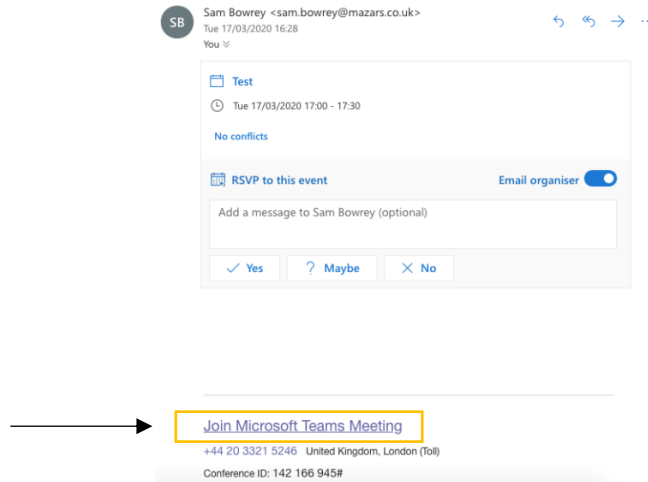 SB
Sam Bowrey <sam.bowrey@mazars.co.uk>
Tue 17/03/2020 16:28
You
Test
Tue 17/03/2020 17:00 - 17:30
No conflicts
RSVP to this event Email organiser
Add a message to Sam Bowrey (optional)
Yes ? Maybe No
Join Microsoft Teams Meeting
+44 20 3321 5246 United Kingdom, London (Toll)
Conference ID: 142 166 945#